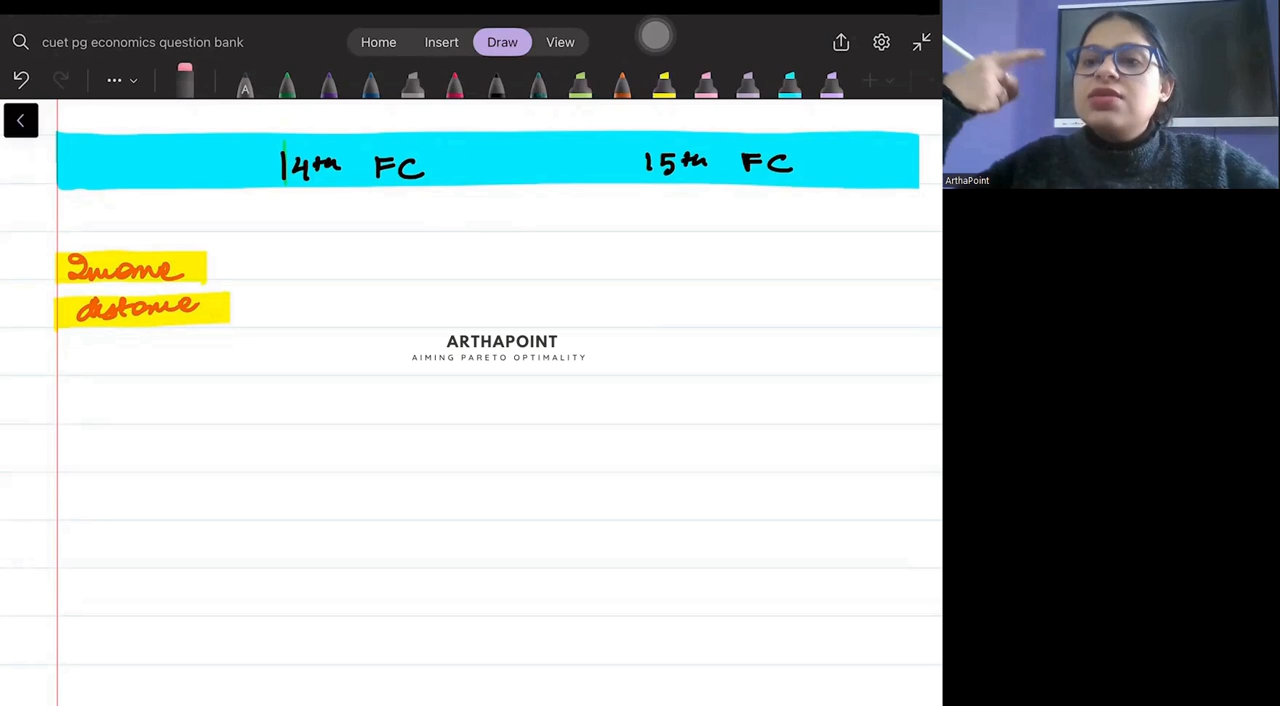 cuet pg economics question bank
Home Insert Draw View
A
14th FC 15th FC
Income
distance
ARTHAPOINT
AIMING PARETO OPTIMALITY
ArthaPoint